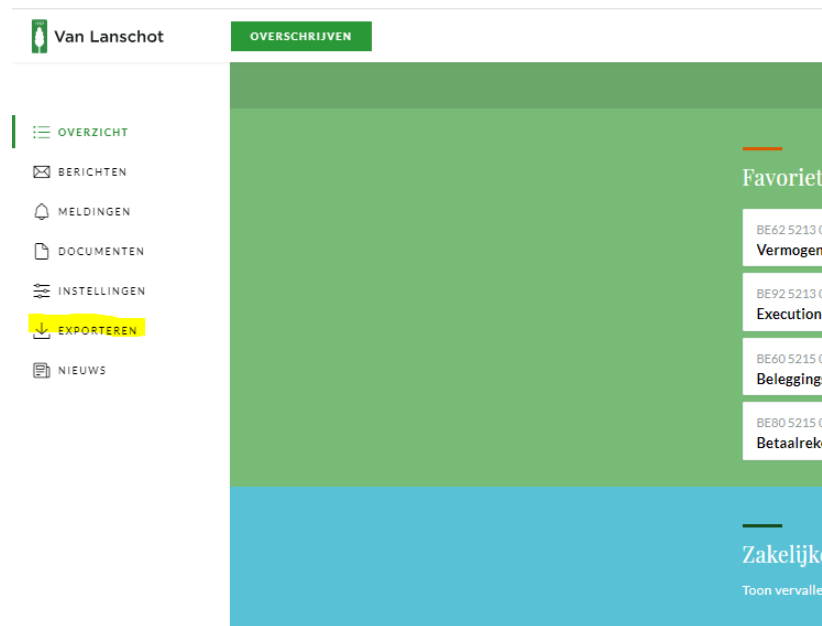 Van Lanschot
OVERSCHRIJVEN
OVERZICHT
BERICHTEN
MELDINGEN
DOCUMENTEN
INSTELLINGEN
EXPORTEREN
NIEUWS
Favoriet
BE62 5213
Vermogen
BE92 5213
Execution
BE60 5215
Belegging
BE80 5215
Betaalrek
Zakelijk
Toon vervalle